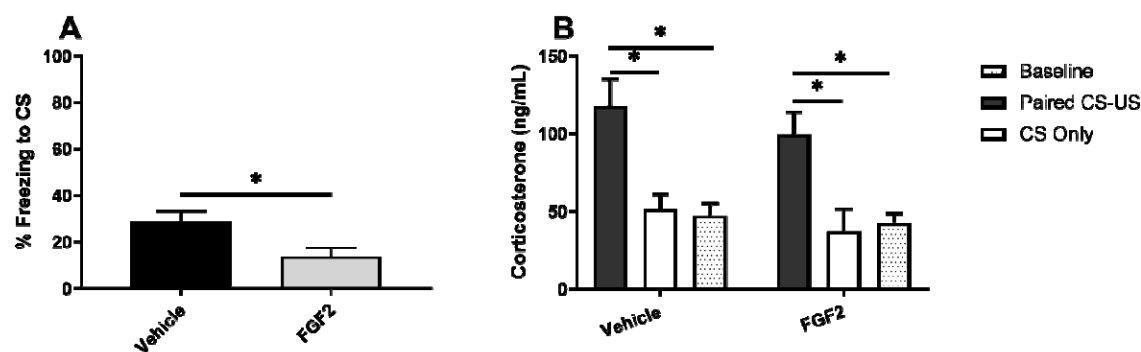 A
% Freezing to CS
100
80
60
40
20
0
*
Vehicle
FGF2
B
Corticosterone (ng/mL)
150
100
50
0
*
*
*
*
Vehicle
FGF2
Baseline
Paired CS-US
CS Only